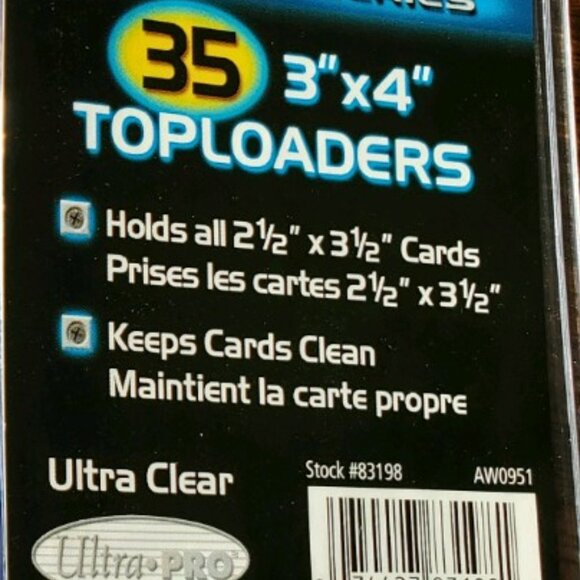 35 3"x4"
TOPLOADERS
Holds all 2½" x 3½" Cards
Prises les cartes 2½" x 3½"
Keeps Cards Clean
Maintient la carte propre
Ultra Clear
Stock #83198 AW0951
Ultra•PRO